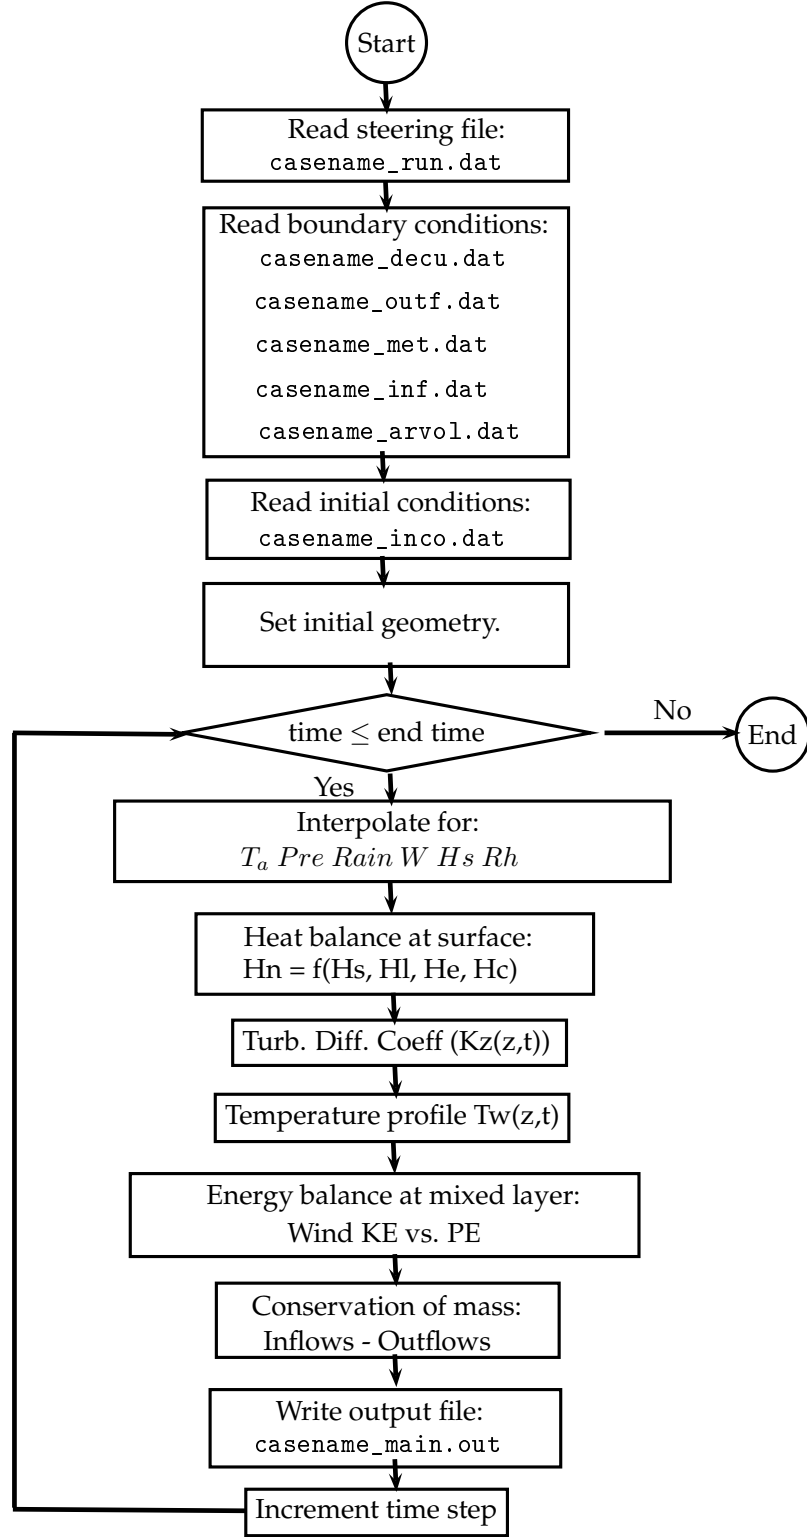 Start
Read steering file:
casename_run.dat
Read boundary conditions:
casename_decu.dat
casename_outf.dat
casename_met.dat
casename_inf.dat
casename_arvol.dat
Read initial conditions:
casename_inco.dat
Set initial geometry.
time ≤ end time
No
End
Yes
Interpolate for:
Tₐ Pre Rain W Hs Rh
Heat balance at surface:
Hn = f(Hs, Hl, He, Hc)
Turb. Diff. Coeff (Kz(z,t))
Temperature profile Tw(z,t)
Energy balance at mixed layer:
Wind KE vs. PE
Conservation of mass:
Inflows - Outflows
Write output file:
casename_main.out
Increment time step